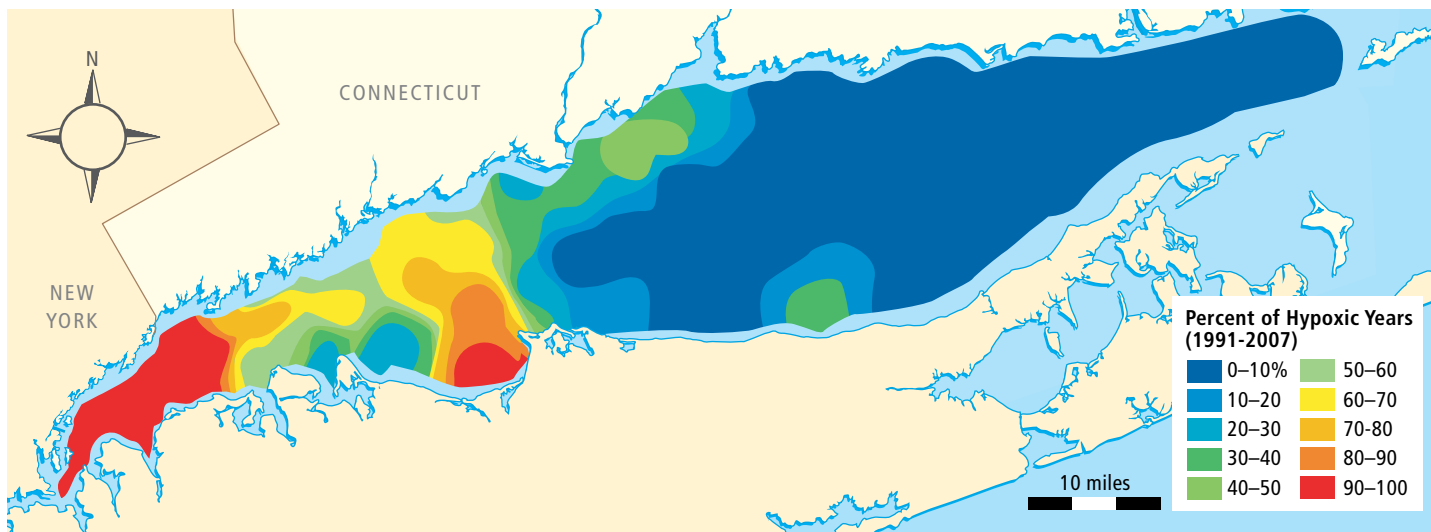 N
CONNECTICUT
NEW
YORK
Percent of Hypoxic Years
(1991-2007)
0–10%
10–20
20–30
30–40
40–50
50–60
60–70
70-80
80–90
90–100
10 miles